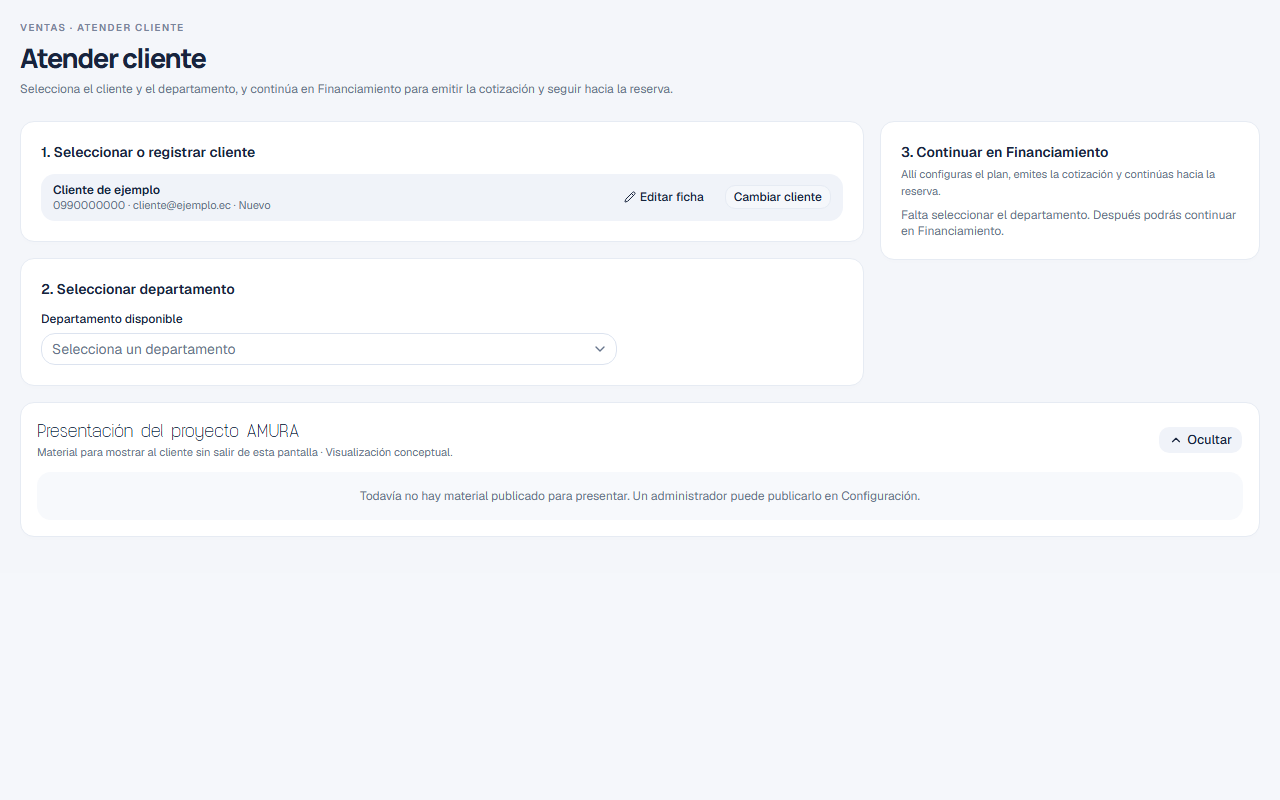 VENTAS · ATENDER CLIENTE
Atender cliente
Selecciona el cliente y el departamento, y continúa en Financiamiento para emitir la cotización y seguir hacia la reserva.
1. Seleccionar o registrar cliente
Cliente de ejemplo
0990000000 · cliente@ejemplo.ec · Nuevo
Editar ficha
Cambiar cliente
2. Seleccionar departamento
Departamento disponible
Selecciona un departamento
3. Continuar en Financiamiento
Allí configuras el plan, emites la cotización y continúas hacia la
reserva.
Falta seleccionar el departamento. Después podrás continuar
en Financiamiento.
Presentación del proyecto AMURA
Material para mostrar al cliente sin salir de esta pantalla · Visualización conceptual.
Ocultar
Todavía no hay material publicado para presentar. Un administrador puede publicarlo en Configuración.